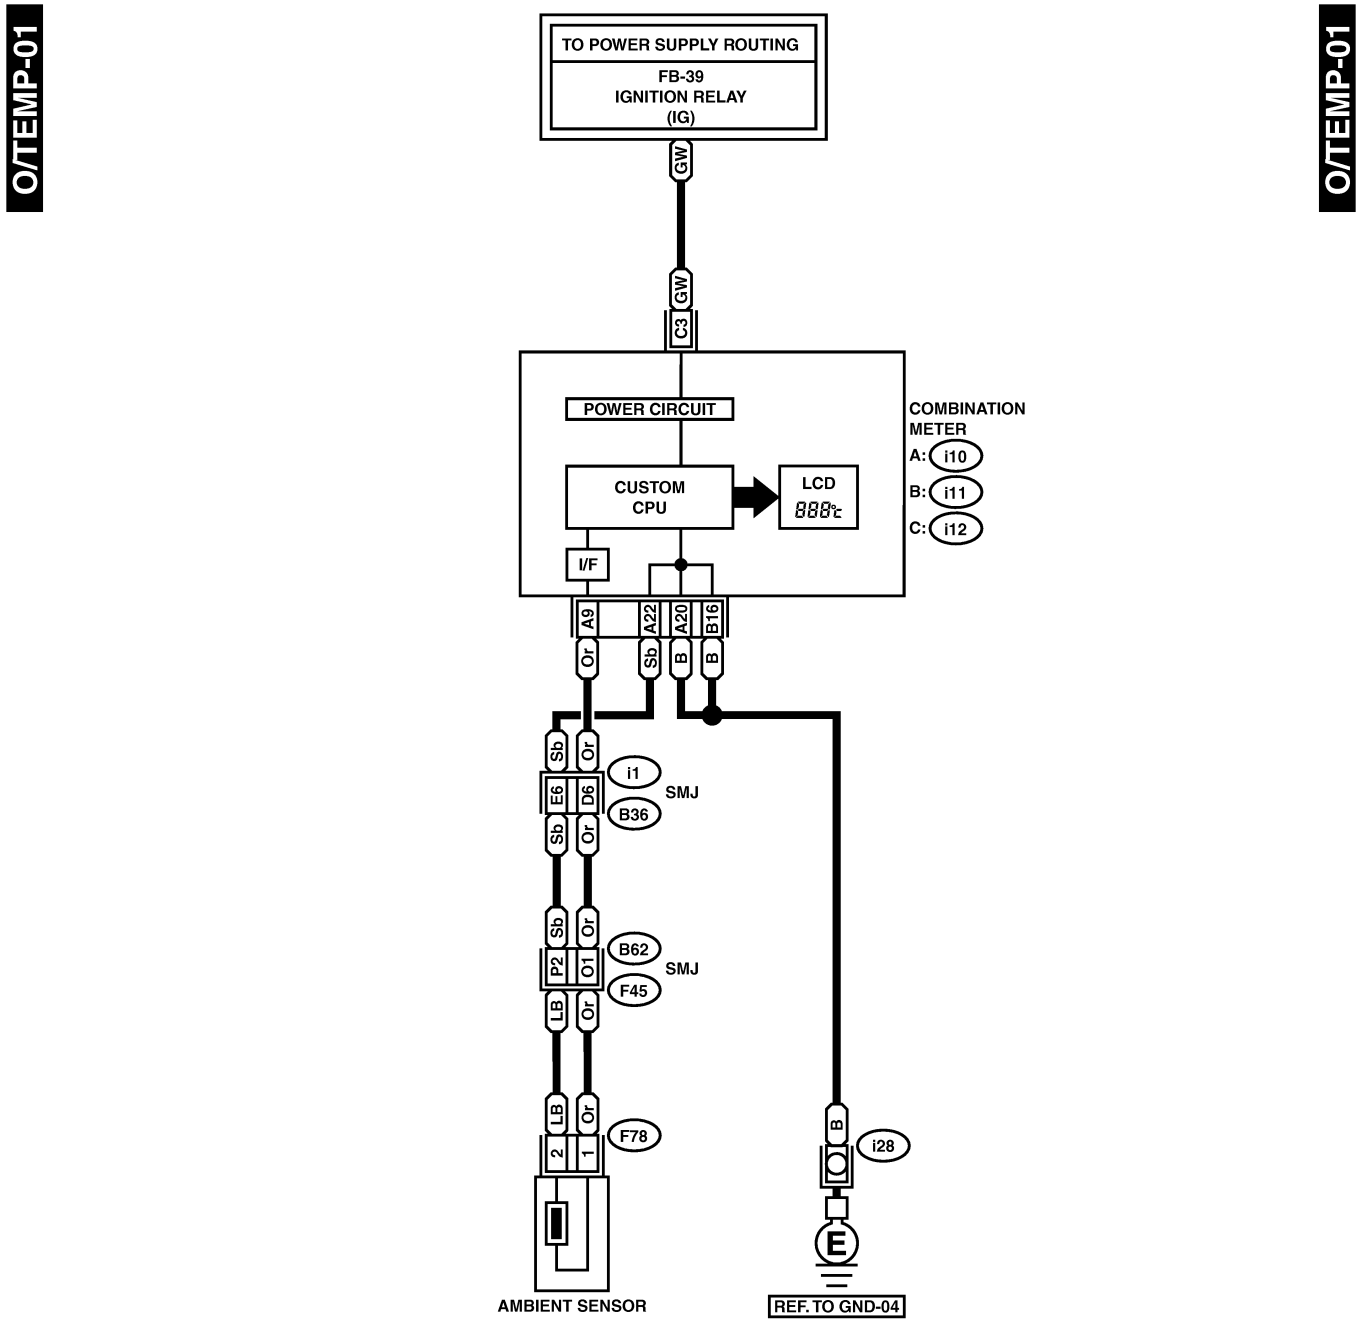 O/TEMP-01
O/TEMP-01
TO POWER SUPPLY ROUTING
FB-39
IGNITION RELAY
(IG)
GW
GW
C3
POWER CIRCUIT
CUSTOM
CPU
LCD
888°c
I/F
COMBINATION
METER
A: i10
B: i11
C: i12
A9
A22
A20
B16
Or
Sb
B
B
Sb
Or
i1
E6
D6
SMJ
B36
Sb
Or
Sb
Or
B62
P2
O1
SMJ
F45
LB
Or
LB
Or
F78
2
1
B
i28
E
AMBIENT SENSOR
REF. TO GND-04